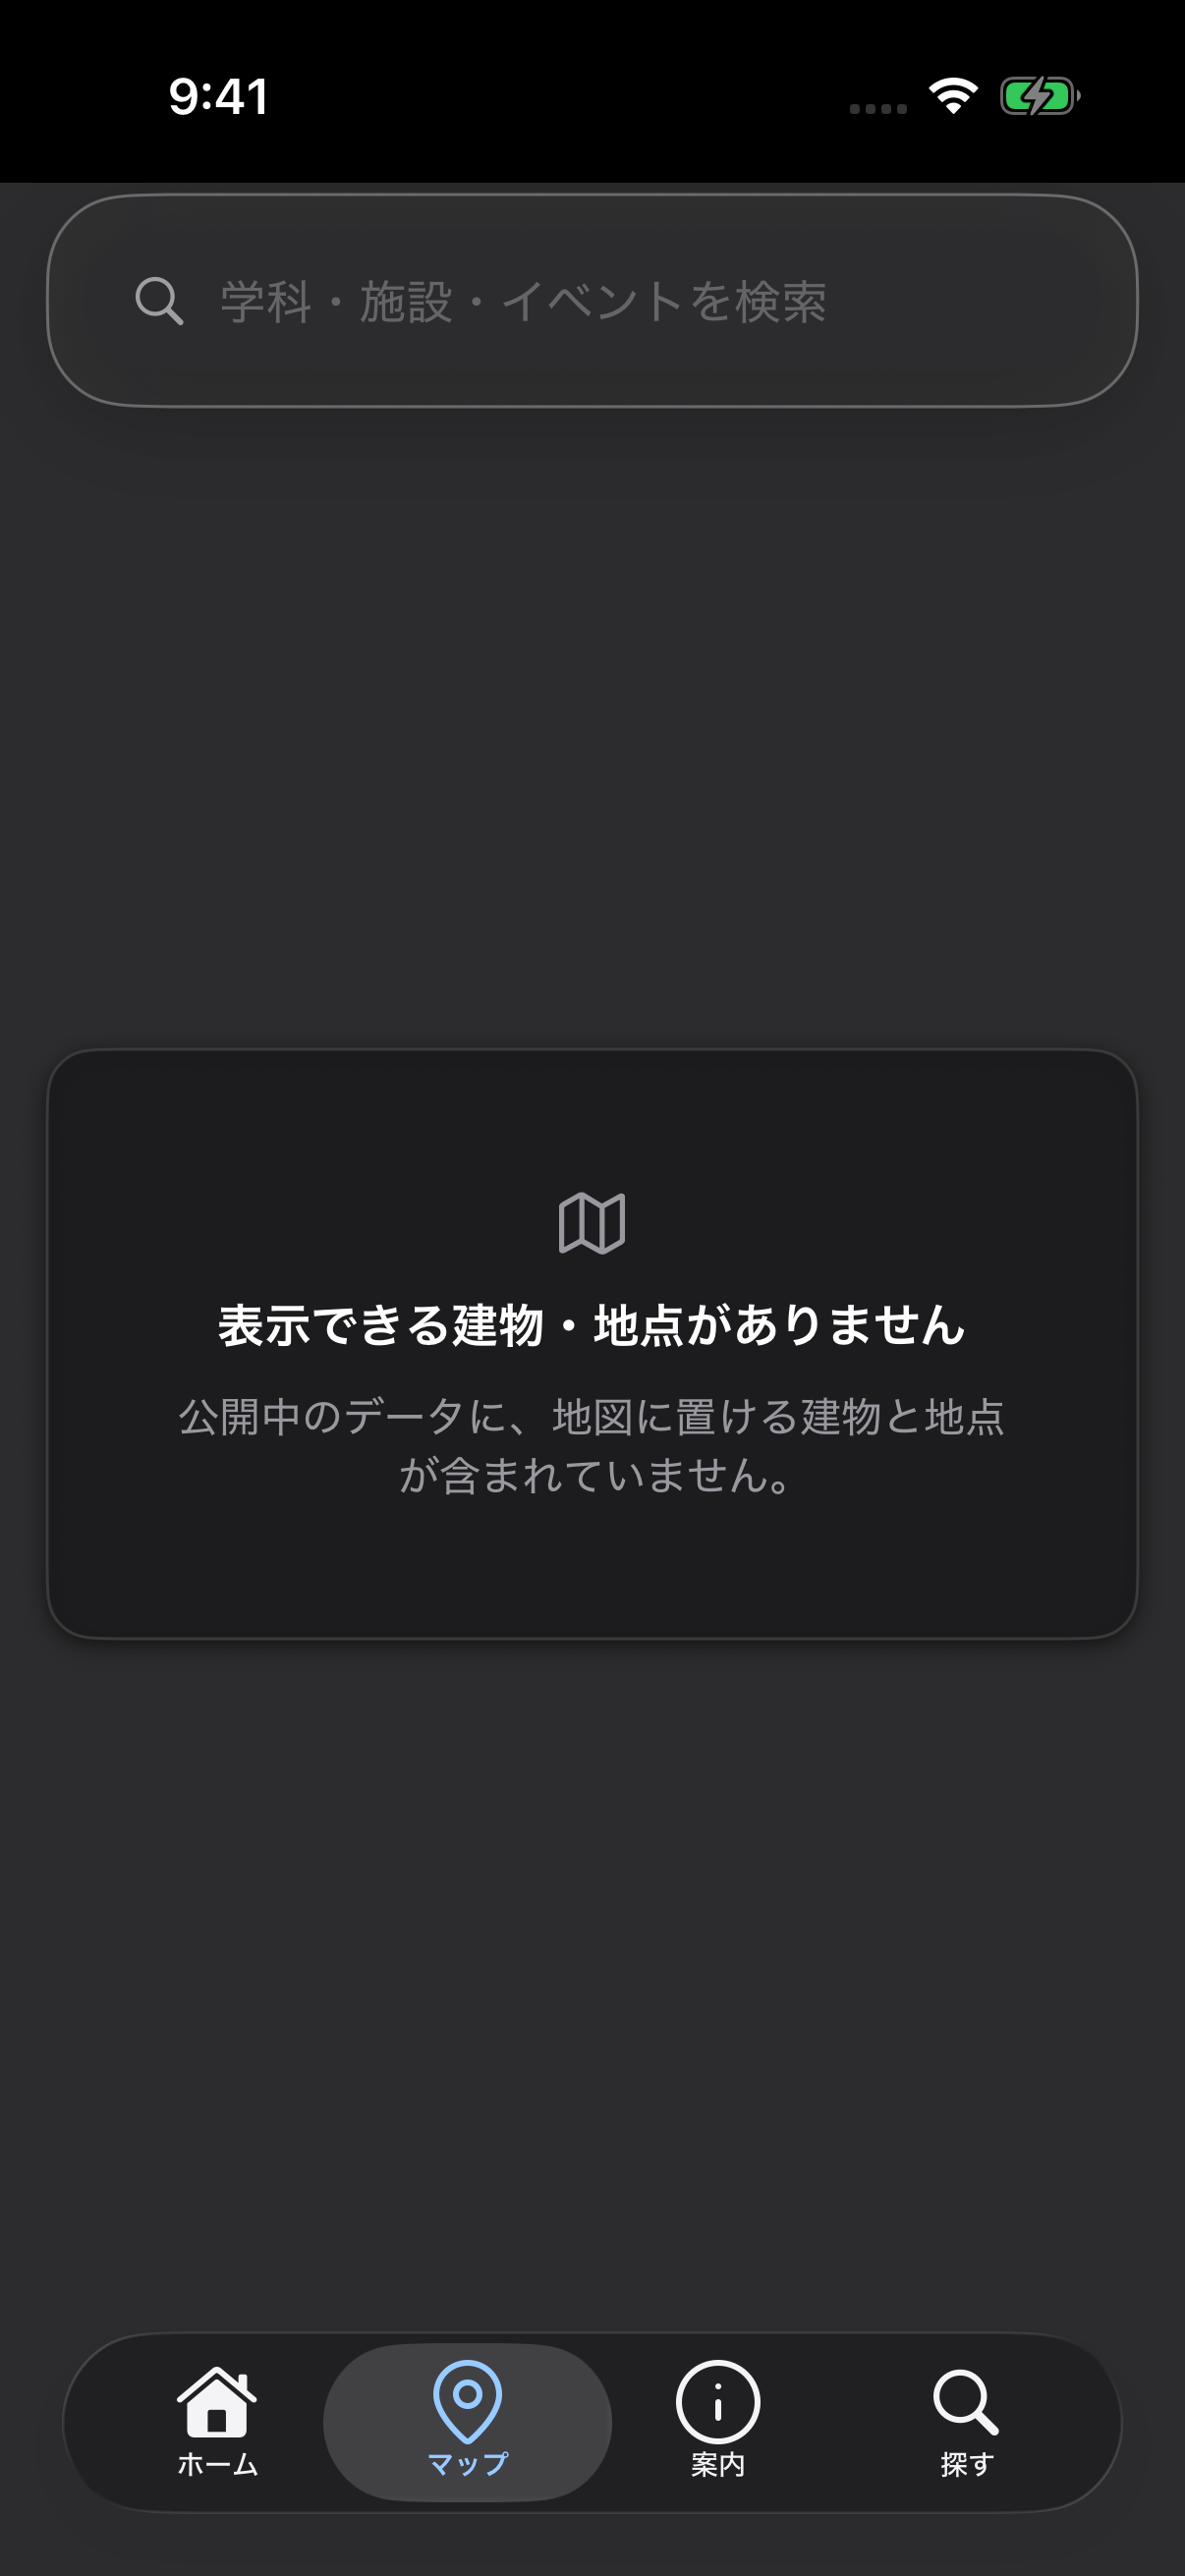 9:41
学科・施設・イベントを検索
表示できる建物・地点がありません
公開中のデータに、地図に置ける建物と地点
が含まれていません。
ホーム
マップ
案内
探す